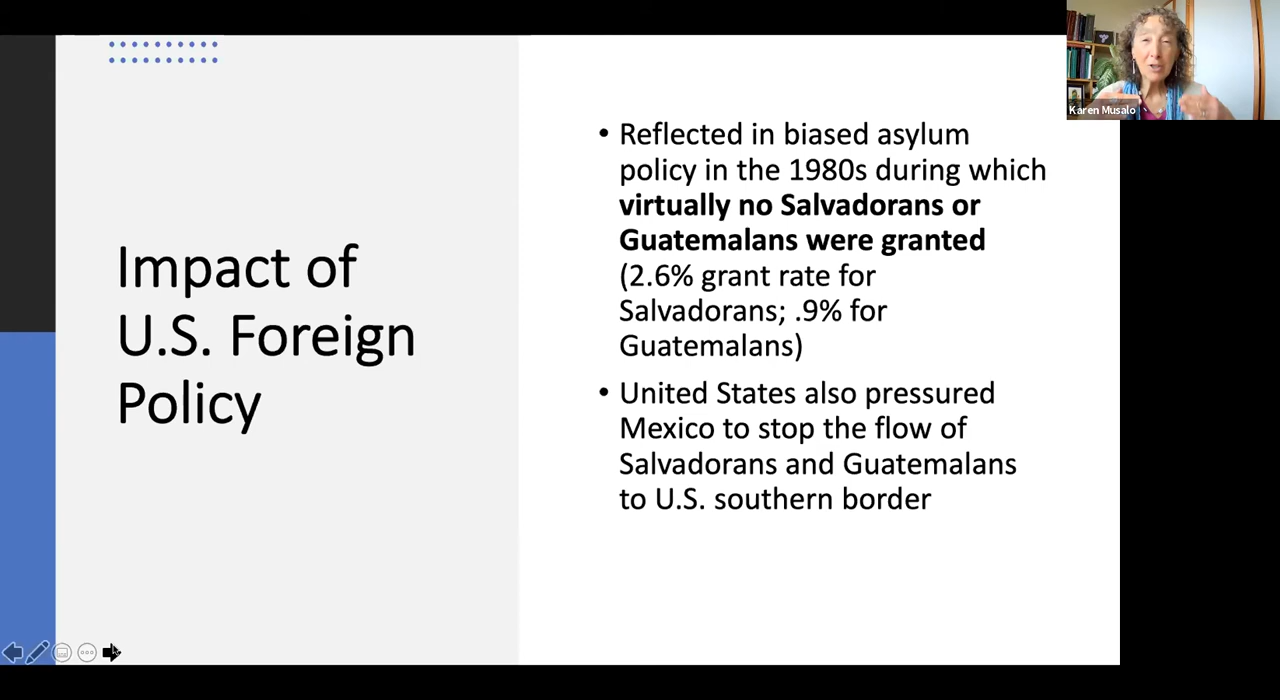 Karen Musalo
Impact of
U.S. Foreign
Policy
• Reflected in biased asylum
policy in the 1980s during which
virtually no Salvadorans or
Guatemalans were granted
(2.6% grant rate for
Salvadorans; .9% for
Guatemalans)
• United States also pressured
Mexico to stop the flow of
Salvadorans and Guatemalans
to U.S. southern border